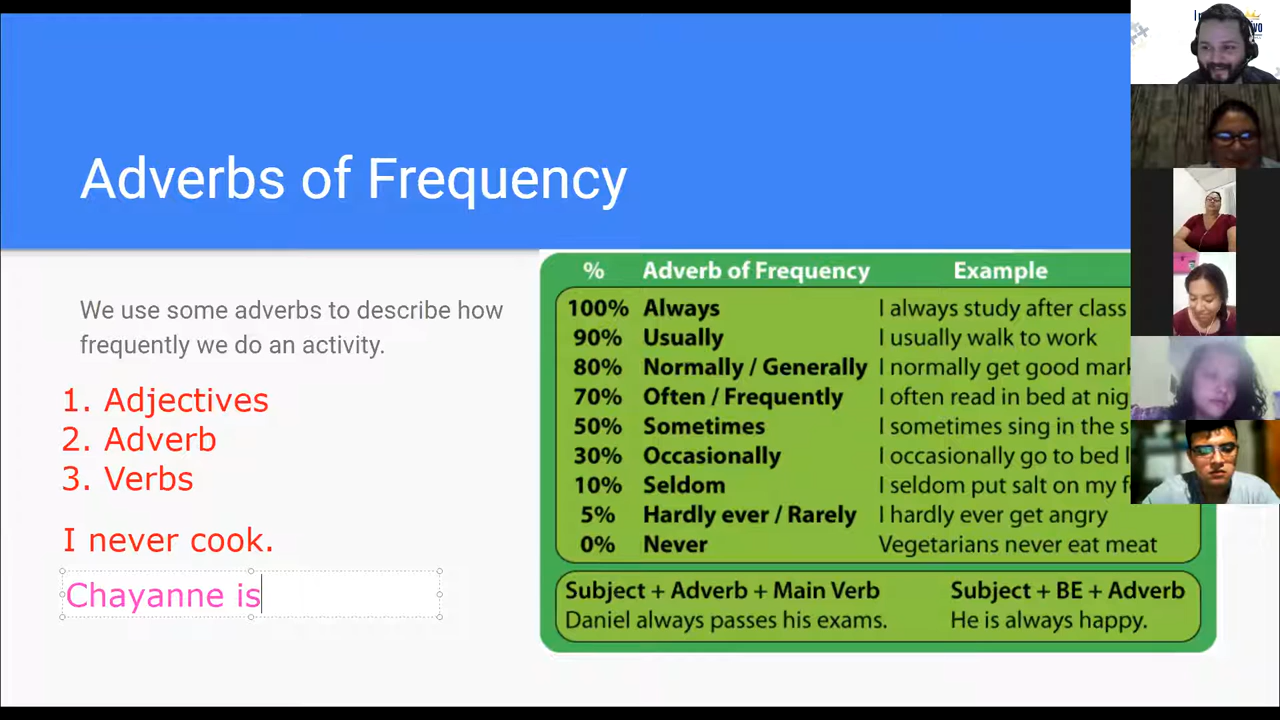 Adverbs of Frequency
We use some adverbs to describe how
frequently we do an activity.
1. Adjectives
2. Adverb
3. Verbs
I never cook.
Chayanne is
% Adverb of Frequency Example
100% Always I always study after class
90% Usually I usually walk to work
80% Normally / Generally I normally get good mar
70% Often / Frequently I often read in bed at nig
50% Sometimes I sometimes sing in the s
30% Occasionally I occasionally go to bed
10% Seldom I seldom put salt on my
5% Hardly ever / Rarely I hardly ever get angry
0% Never Vegetarians never eat meat
Subject + Adverb + Main Verb Subject + BE + Adverb
Daniel always passes his exams. He is always happy.